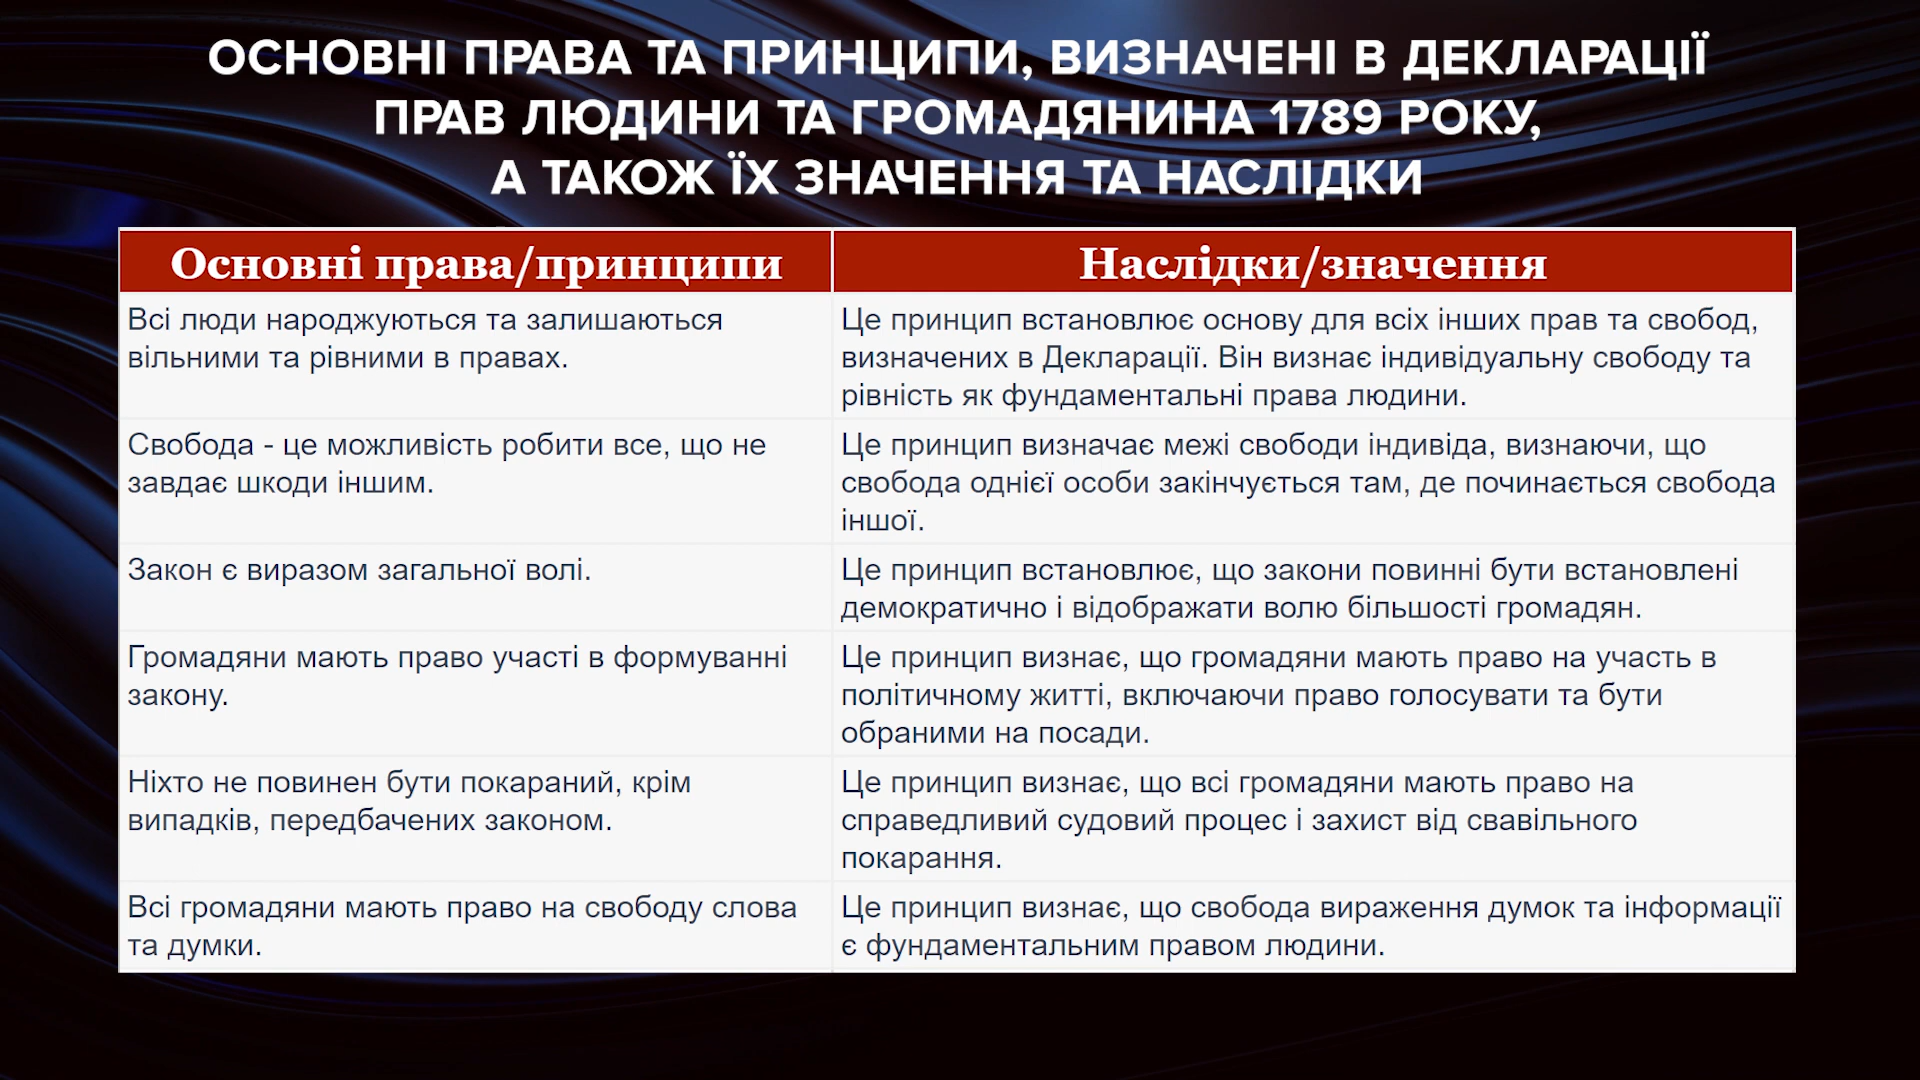 ОСНОВНІ ПРАВА ТА ПРИНЦИПИ, ВИЗНАЧЕНІ В ДЕКЛАРАЦІЇ
ПРАВ ЛЮДИНИ ТА ГРОМАДЯНИНА 1789 РОКУ,
А ТАКОЖ ЇХ ЗНАЧЕННЯ ТА НАСЛІДКИ
Основні права/принципи
Наслідки/значення
Всі люди народжуються та залишаються
вільними та рівними в правах.
Це принцип встановлює основу для всіх інших прав та свобод,
визначених в Декларації. Він визнає індивідуальну свободу та
рівність як фундаментальні права людини.
Свобода - це можливість робити все, що не
завдає шкоди іншим.
Це принцип визначає межі свободи індивіда, визнаючи, що
свобода однієї особи закінчується там, де починається свобода
іншої.
Закон є виразом загальної волі.
Це принцип встановлює, що закони повинні бути встановлені
демократично і відображати волю більшості громадян.
Громадяни мають право участі в формуванні
закону.
Це принцип визнає, що громадяни мають право на участь в
політичному житті, включаючи право голосувати та бути
обраними на посади.
Ніхто не повинен бути покараний, крім
випадків, передбачених законом.
Це принцип визнає, що всі громадяни мають право на
справедливий судовий процес і захист від свавільного
покарання.
Всі громадяни мають право на свободу слова
та думки.
Це принцип визнає, що свобода вираження думок та інформації
є фундаментальним правом людини.